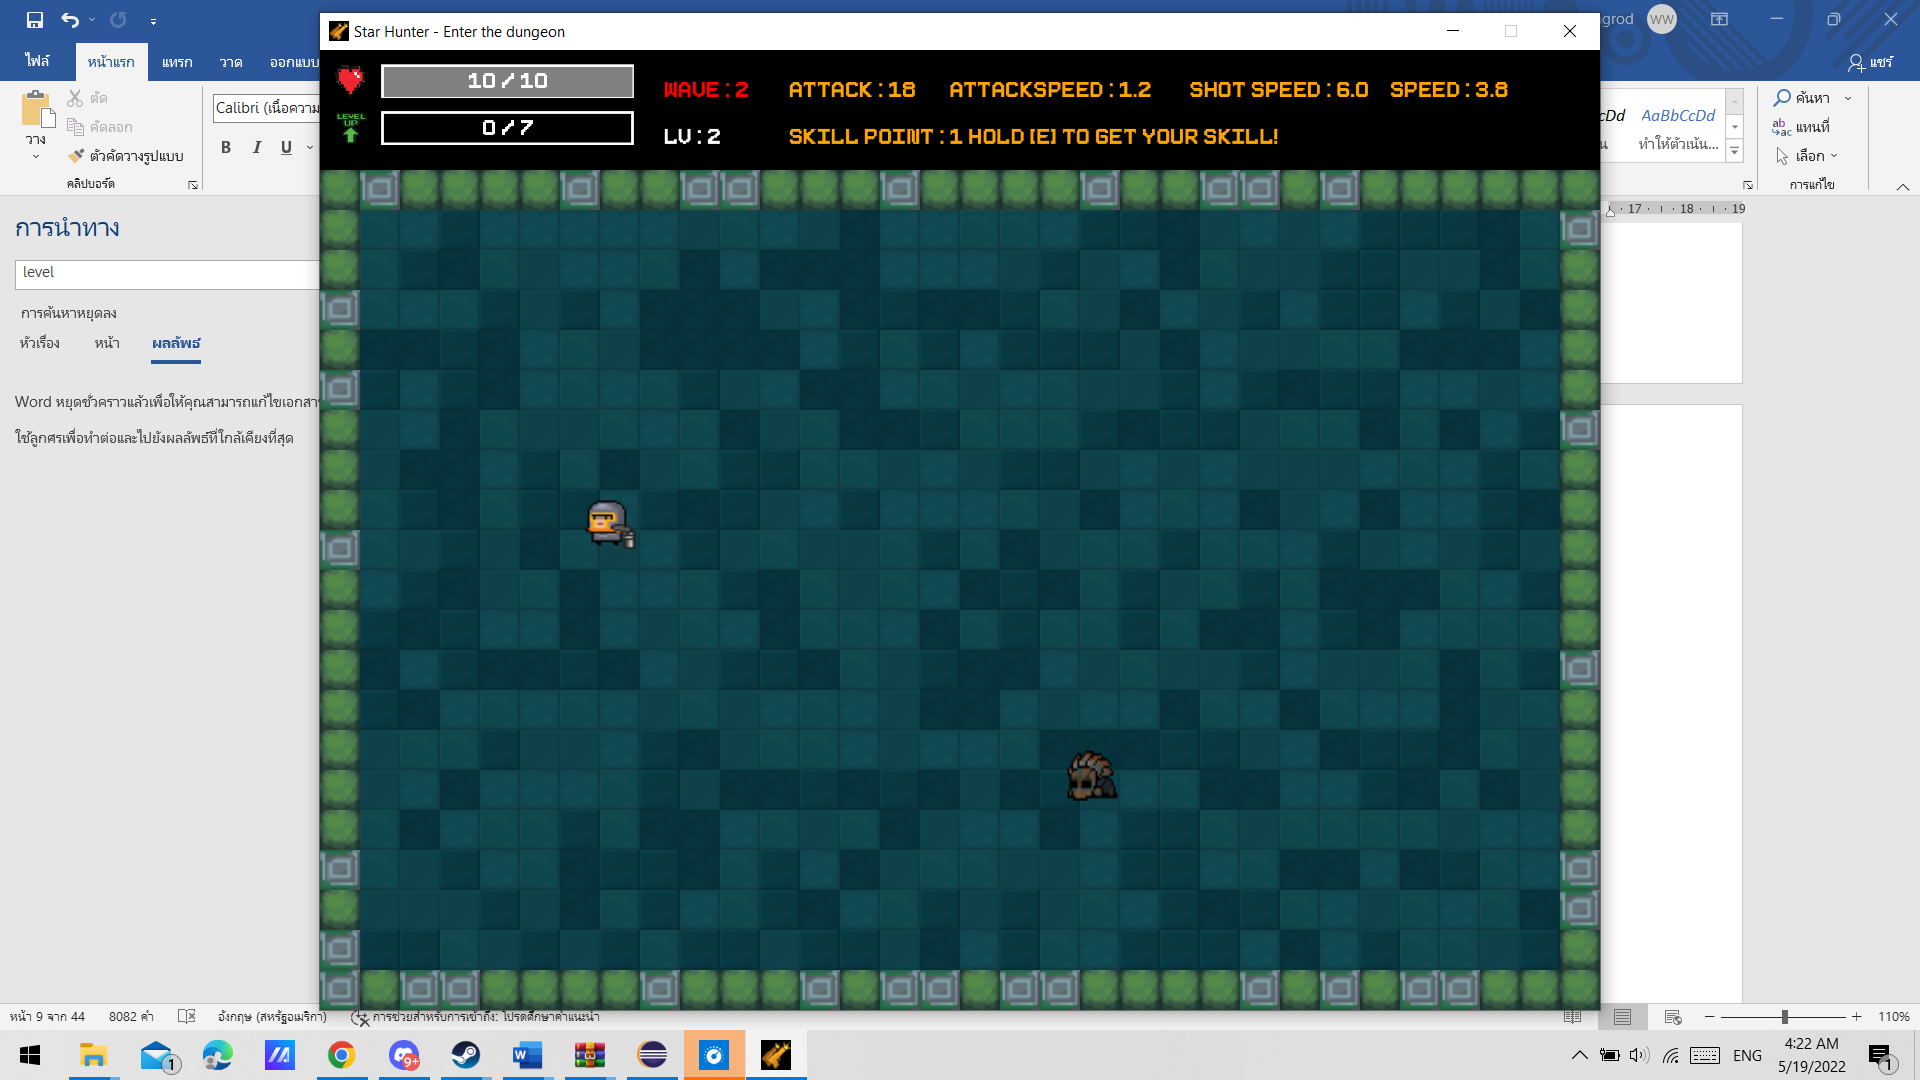 grod
WW
Star Hunter - Enter the dungeon
ไฟล์
หน้าแรก
แทรก
วาด
ออกแบบ
แชร์
วาง
ตัด
คัดลอก
ตัวคัดวางรูปแบบ
คลิปบอร์ด
Calibri (เนื้อความ
B I U
LEVEL
UP
10 / 10
0 / 7
WAVE : 2
ATTACK : 18
ATTACKSPEED : 1.2
SHOT SPEED : 6.0
SPEED : 3.8
LV : 2
SKILL POINT : 1 HOLD [E] TO GET YOUR SKILL!
AaBbCcDd
ทำให้ตัวเน้น...
ค้นหา
แทนที่
เลือก
การแก้ไข
17
18
19
การนำทาง
level
การค้นหาหยุดลง
หัวเรื่อง
หน้า
ผลลัพธ์
Word หยุดชั่วคราวแล้วเพื่อให้คุณสามารถแก้ไขเอกสาร
ใช้ลูกศรเพื่อทำต่อและไปยังผลลัพธ์ที่ใกล้เคียงที่สุด
หน้า 9 จาก 44
8082 คำ
อังกฤษ (สหรัฐอเมริกา)
การช่วยสำหรับการเข้าถึง: โปรดศึกษาคำแนะนำ
110%
1
9+
ENG
4:22 AM
5/19/2022
1